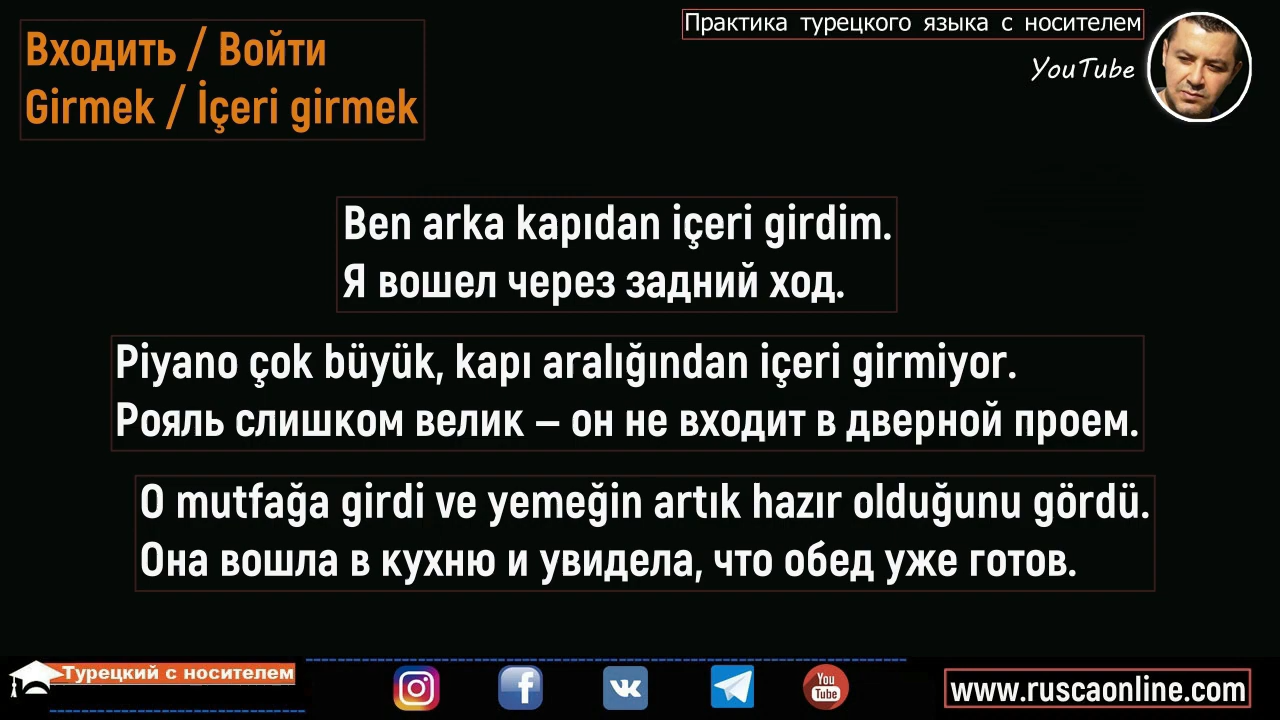 Входить / Войти
Girmek / İçeri girmek
Практика турецкого языка с носителем
YouTube
Ben arka kapıdan içeri girdim.
Я вошел через задний ход.
Piyano çok büyük, kapı aralığından içeri girmiyor.
Рояль слишком велик – он не входит в дверной проем.
O mutfağa girdi ve yemeğin artık hazır olduğunu gördü.
Она вошла в кухню и увидела, что обед уже готов.
Турецкий с носителем
You
Tube
www.ruscaonline.com